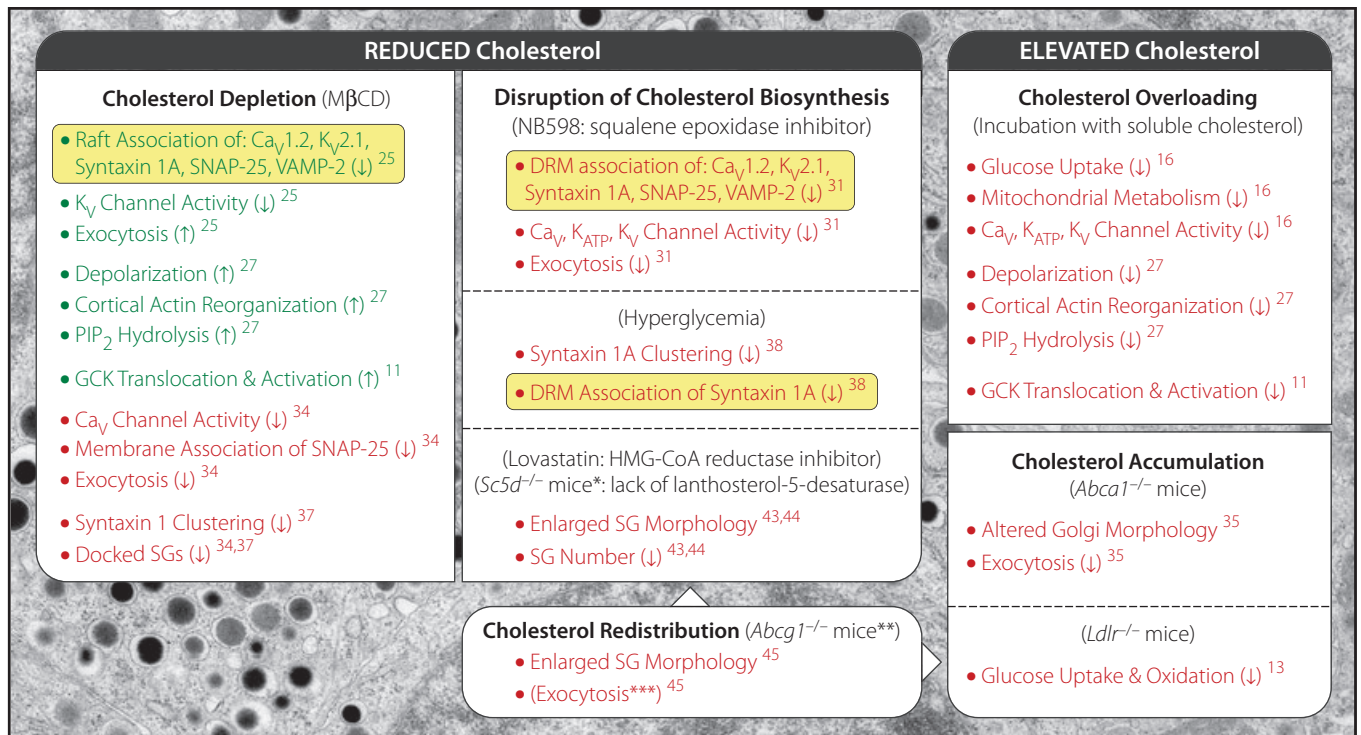 REDUCED Cholesterol
Cholesterol Depletion (MβCD)
• Raft Association of: CaV1.2, KV2.1,
Syntaxin 1A, SNAP-25, VAMP-2 (↓) 25
• KV Channel Activity (↓) 25
• Exocytosis (↑) 25
• Depolarization (↑) 27
• Cortical Actin Reorganization (↑) 27
• PIP2 Hydrolysis (↑) 27
• GCK Translocation & Activation (↑) 11
• CaV Channel Activity (↓) 34
• Membrane Association of SNAP-25 (↓) 34
• Exocytosis (↓) 34
• Syntaxin 1 Clustering (↓) 37
• Docked SGs (↓) 34,37
Disruption of Cholesterol Biosynthesis
(NB598: squalene epoxidase inhibitor)
• DRM association of: CaV1.2, KV2.1,
Syntaxin 1A, SNAP-25, VAMP-2 (↓) 31
• CaV, KATP, KV Channel Activity (↓) 31
• Exocytosis (↓) 31
(Hyperglycemia)
• Syntaxin 1A Clustering (↓) 38
• DRM Association of Syntaxin 1A (↓) 38
(Lovastatin: HMG-CoA reductase inhibitor)
(Sc5d–/– mice*: lack of lanthosterol-5-desaturase)
• Enlarged SG Morphology 43,44
• SG Number (↓) 43,44
Cholesterol Redistribution (Abcg1–/– mice**)
• Enlarged SG Morphology 45
• (Exocytosis***) 45
ELEVATED Cholesterol
Cholesterol Overloading
(Incubation with soluble cholesterol)
• Glucose Uptake (↓) 16
• Mitochondrial Metabolism (↓) 16
• CaV, KATP, KV Channel Activity (↓) 16
• Depolarization (↓) 27
• Cortical Actin Reorganization (↓) 27
• PIP2 Hydrolysis (↓) 27
• GCK Translocation & Activation (↓) 11
Cholesterol Accumulation
(Abca1–/– mice)
• Altered Golgi Morphology 35
• Exocytosis (↓) 35
(Ldlr–/– mice)
• Glucose Uptake & Oxidation (↓) 13